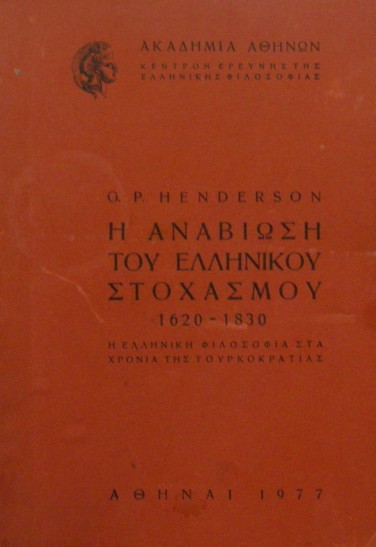 ΑΚΑΔΗΜΙΑ ΑΘΗΝΩΝ
ΚΕΝΤΡΟΝ ΕΡΕΥΝΗΣ ΤΗΣ
ΕΛΛΗΝΙΚΗΣ ΦΙΛΟΣΟΦΙΑΣ
G. P. HENDERSON
Η ΑΝΑΒΙΩΣΗ
ΤΟΥ ΕΛΛΗΝΙΚΟΥ
ΣΤΟΧΑΣΜΟΥ
1620-1830
Η ΕΛΛΗΝΙΚΗ ΦΙΛΟΣΟΦΙΑ ΣΤΑ
ΧΡΟΝΙΑ ΤΗΣ ΤΟΥΡΚΟΚΡΑΤΙΑΣ
ΑΘΗΝΑΙ 1977